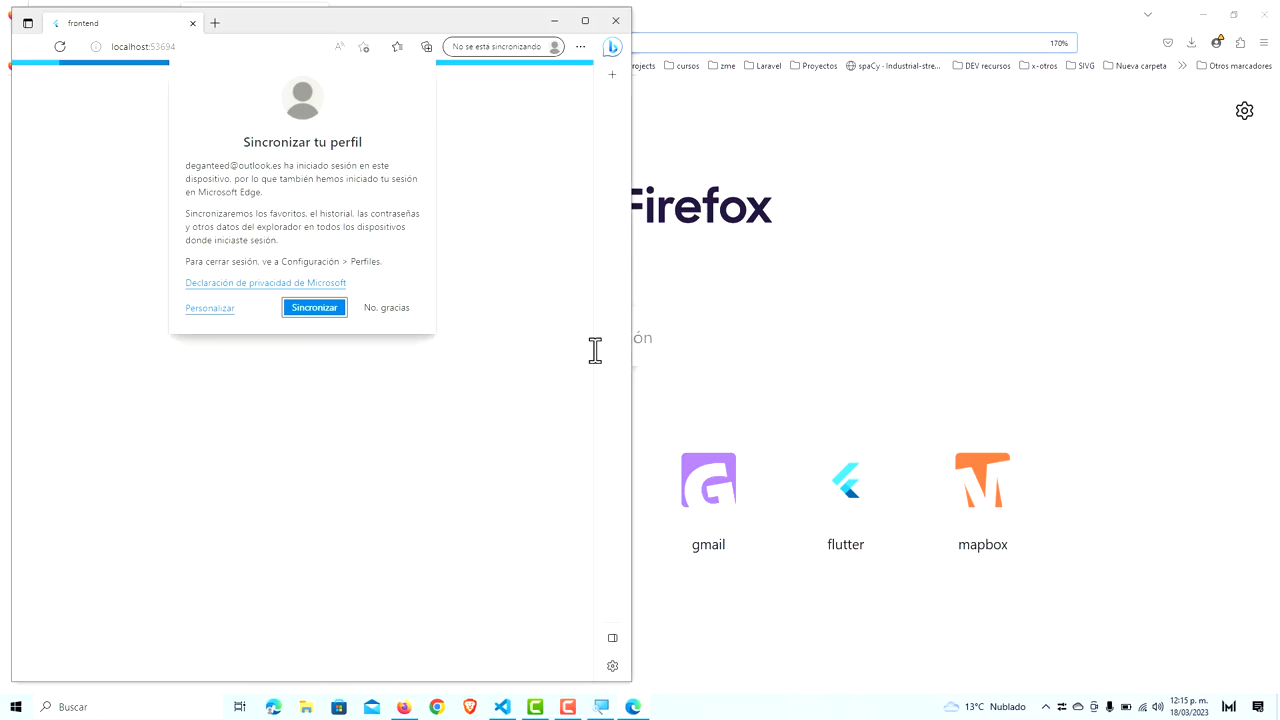 frontend
localhost:53694
No se está sincronizando
170%
Sincronizar tu perfil
deganteed@outlook.es ha iniciado sesión en este
dispositivo, por lo que también hemos iniciado tu sesión
en Microsoft Edge.
Sincronizaremos los favoritos, el historial, las contraseñas
y otros datos del explorador en todos los dispositivos
donde iniciaste sesión.
Para cerrar sesión, ve a Configuración > Perfiles.
Declaración de privacidad de Microsoft
Personalizar
Sincronizar
No, gracias
rojects
cursos
zme
Laravel
Proyectos
spaCy · Industrial-stre...
DEV recursos
x-otros
SIVG
Nueva carpeta
Otros marcadores
Firefox
ón
gmail
flutter
mapbox
Buscar
13°C Nublado
12:15 p. m.
18/03/2023